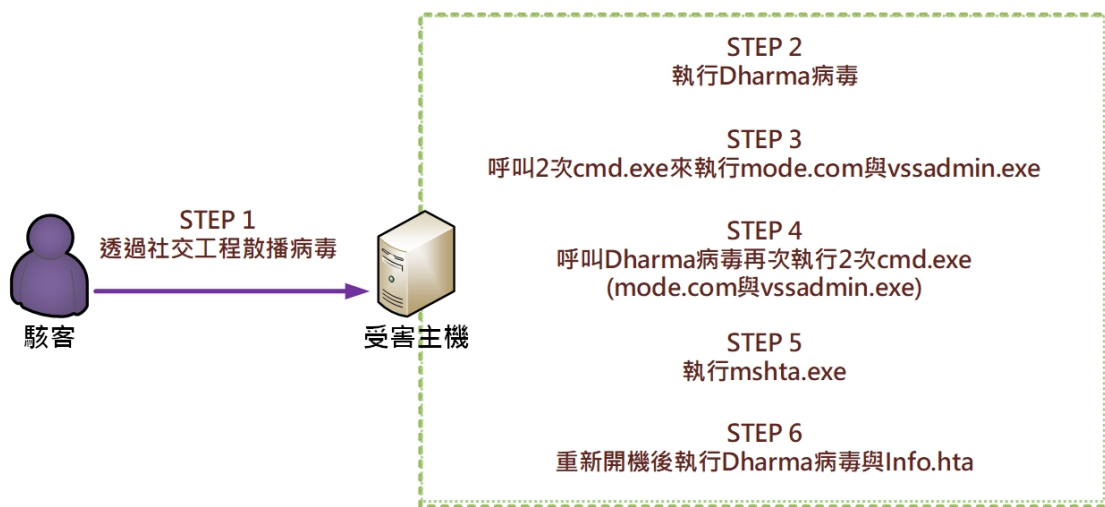 STEP 1
透過社交工程散播病毒
駭客
受害主機
STEP 2
執行Dharma病毒
STEP 3
呼叫2次cmd.exe來執行mode.com與vssadmin.exe
STEP 4
呼叫Dharma病毒再次執行2次cmd.exe
(mode.com與vssadmin.exe)
STEP 5
執行mshta.exe
STEP 6
重新開機後執行Dharma病毒與Info.hta